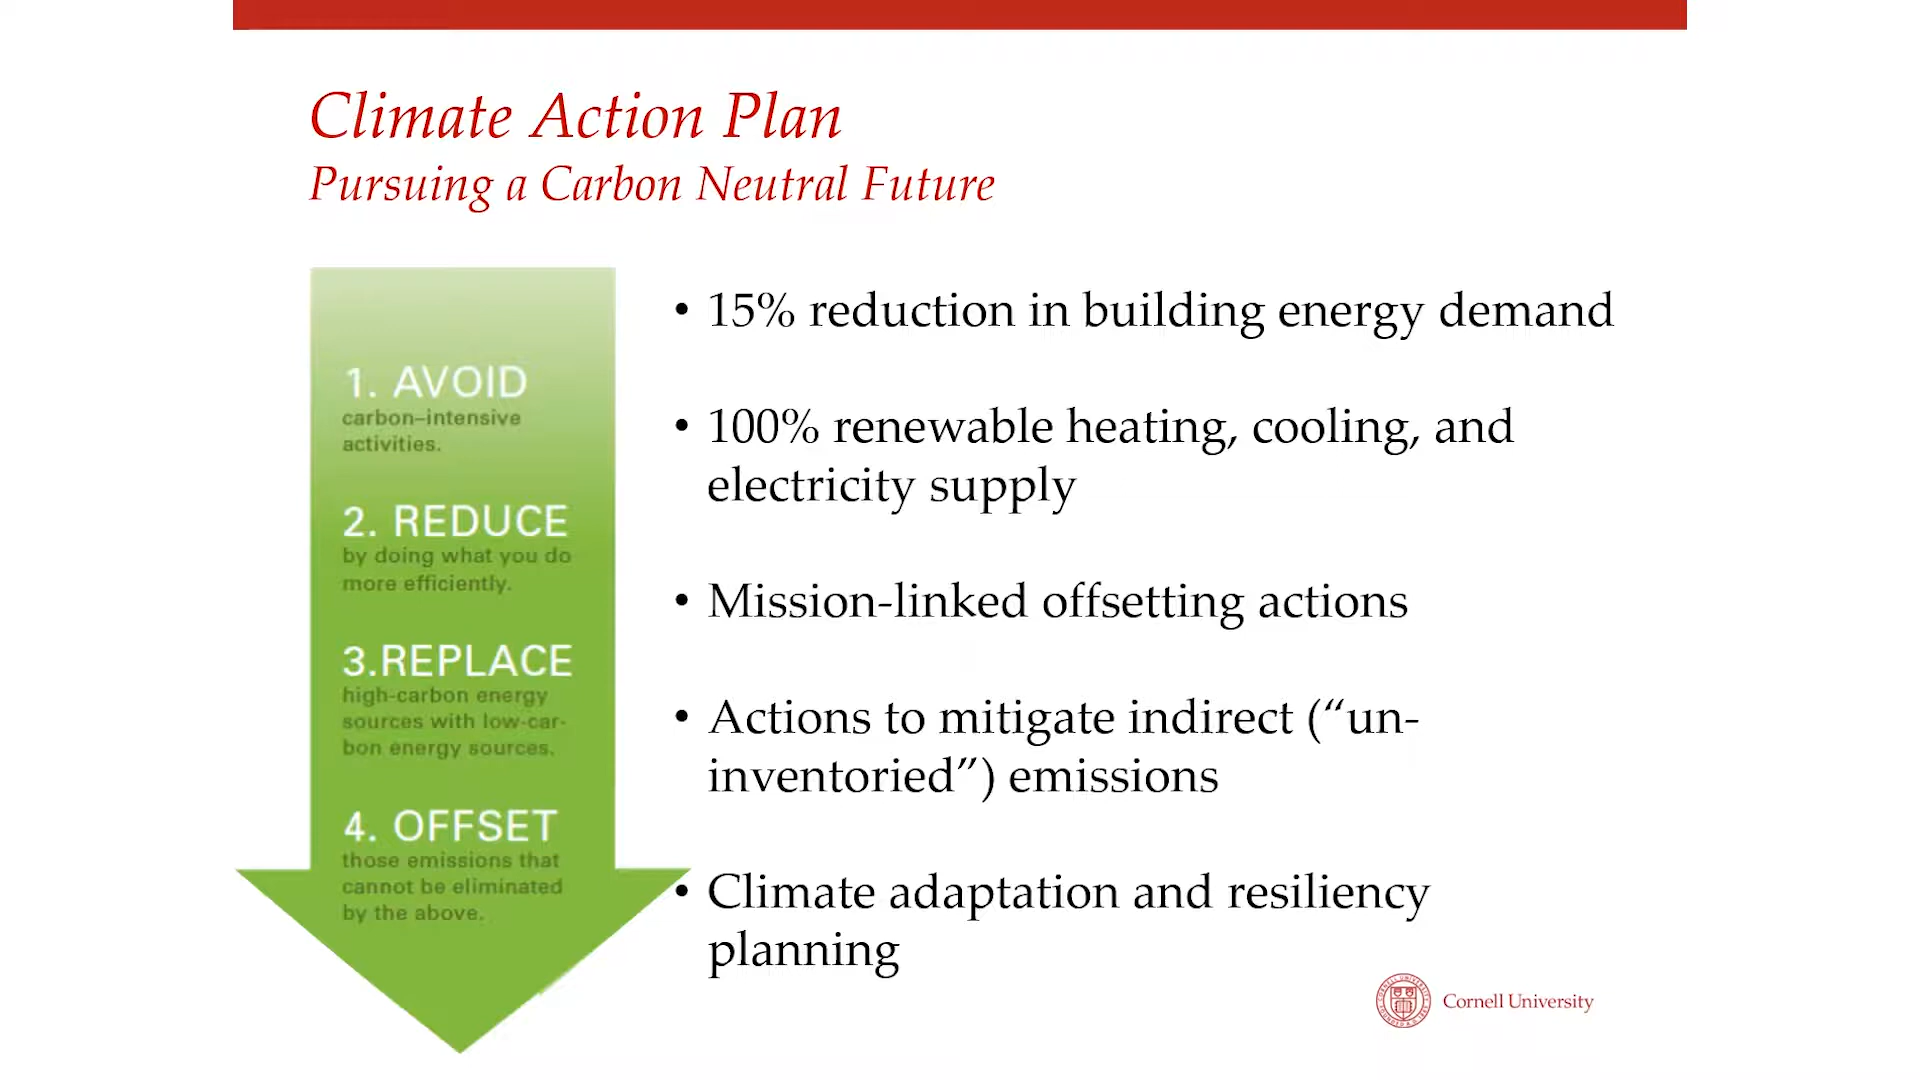 Climate Action Plan
Pursuing a Carbon Neutral Future
1. AVOID
carbon–intensive
activities.
2. REDUCE
by doing what you do
more efficiently.
3.REPLACE
high-carbon energy
sources with low-car-
bon energy sources.
4. OFFSET
those emissions that
cannot be eliminated
by the above.
• 15% reduction in building energy demand
• 100% renewable heating, cooling, and
electricity supply
• Mission-linked offsetting actions
• Actions to mitigate indirect (“un-
inventoried”) emissions
• Climate adaptation and resiliency
planning
Cornell University